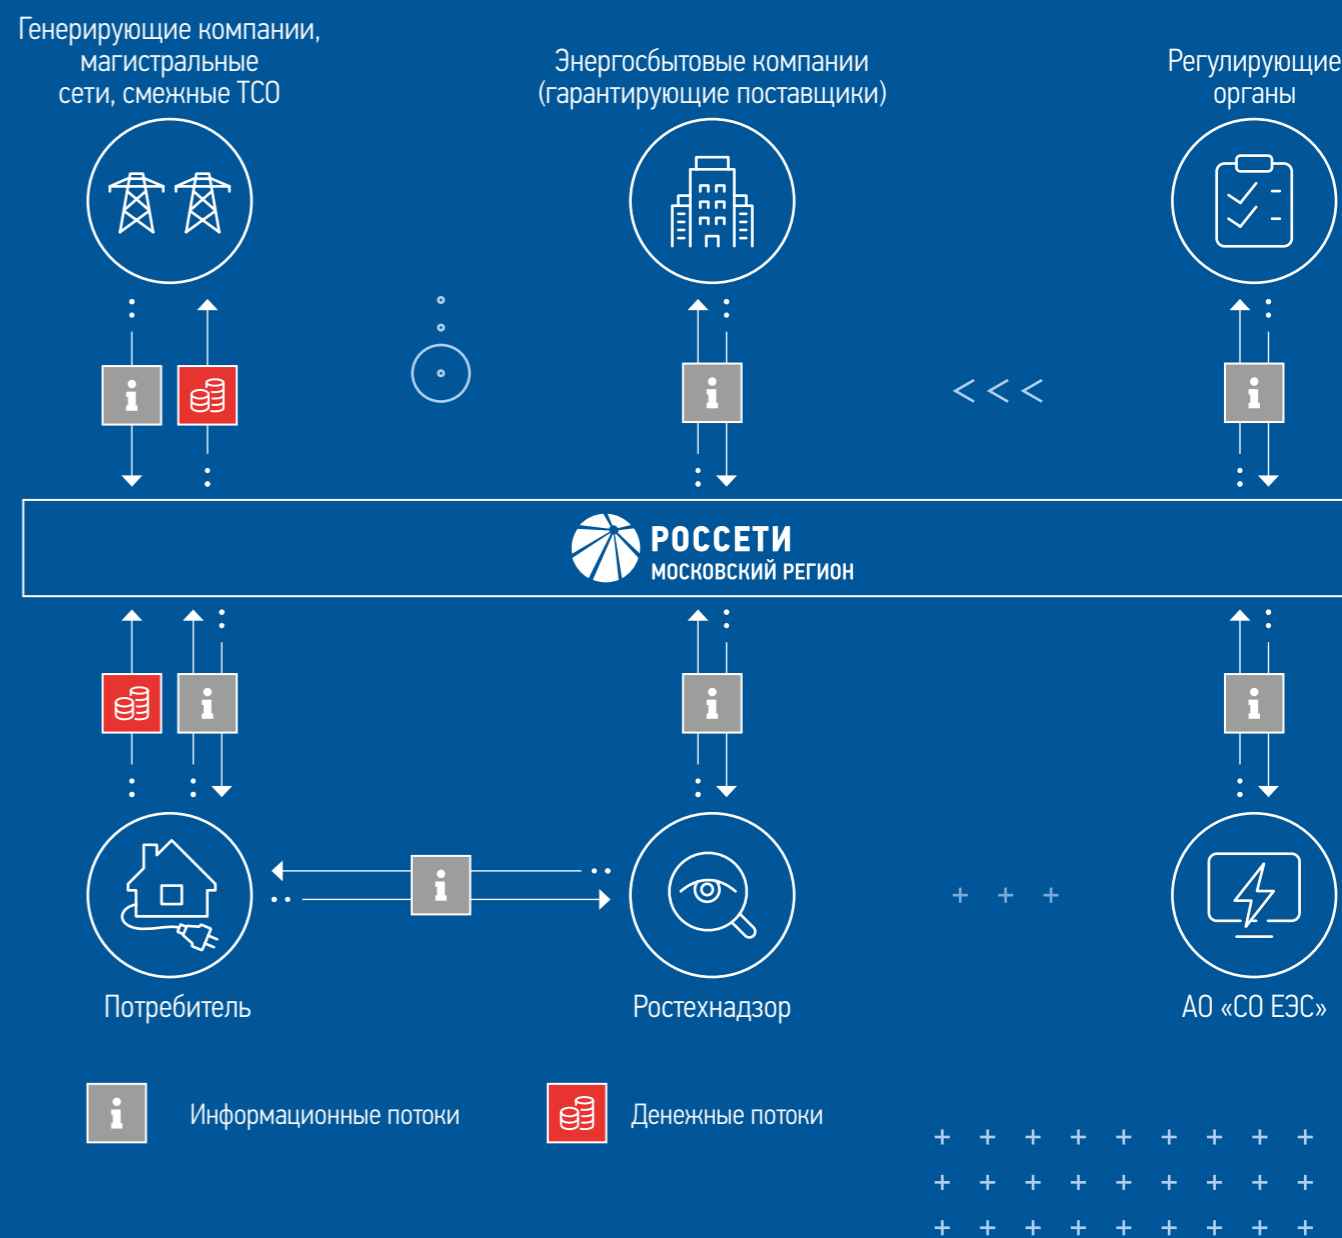 Генерирующие компании,
магистральные
сети, смежные ТСО
Энергосбытовые компании
(гарантирующие поставщики)
Регулирующие
органы
РОССЕТИ
МОСКОВСКИЙ РЕГИОН
Потребитель
Ростехнадзор
АО «СО ЕЭС»
Информационные потоки
Денежные потоки